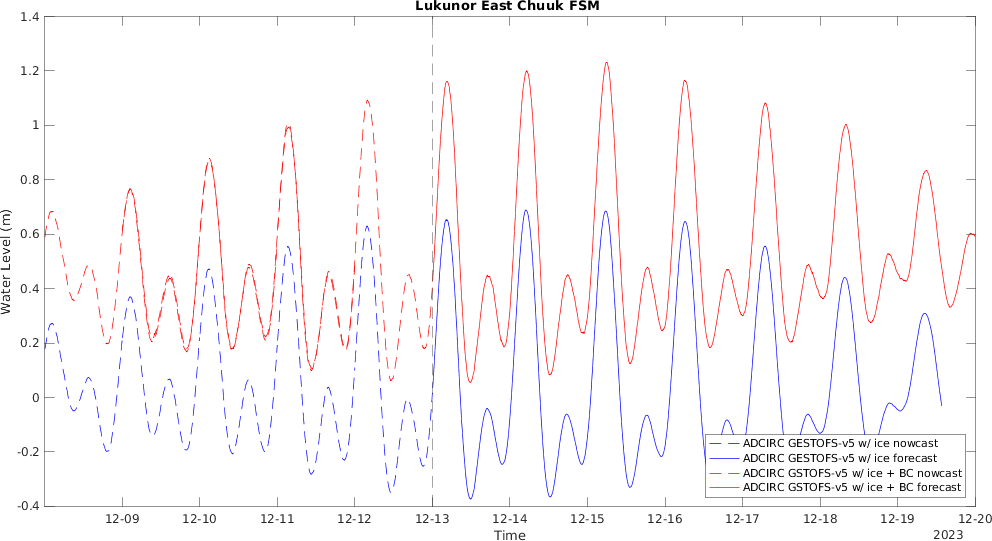 Lukunor East Chuuk FSM
Water Level (m)
1.4
1.2
1
0.8
0.6
0.4
0.2
0
-0.2
-0.4
ADCIRC GESTOFS-v5 w/ ice nowcast
ADCIRC GESTOFS-v5 w/ ice forecast
ADCIRC GSTOFS-v5 w/ ice + BC nowcast
ADCIRC GSTOFS-v5 w/ ice + BC forecast
12-09 12-10 12-11 12-12 12-13 12-14 12-15 12-16 12-17 12-18 12-19 12-20
Time
2023